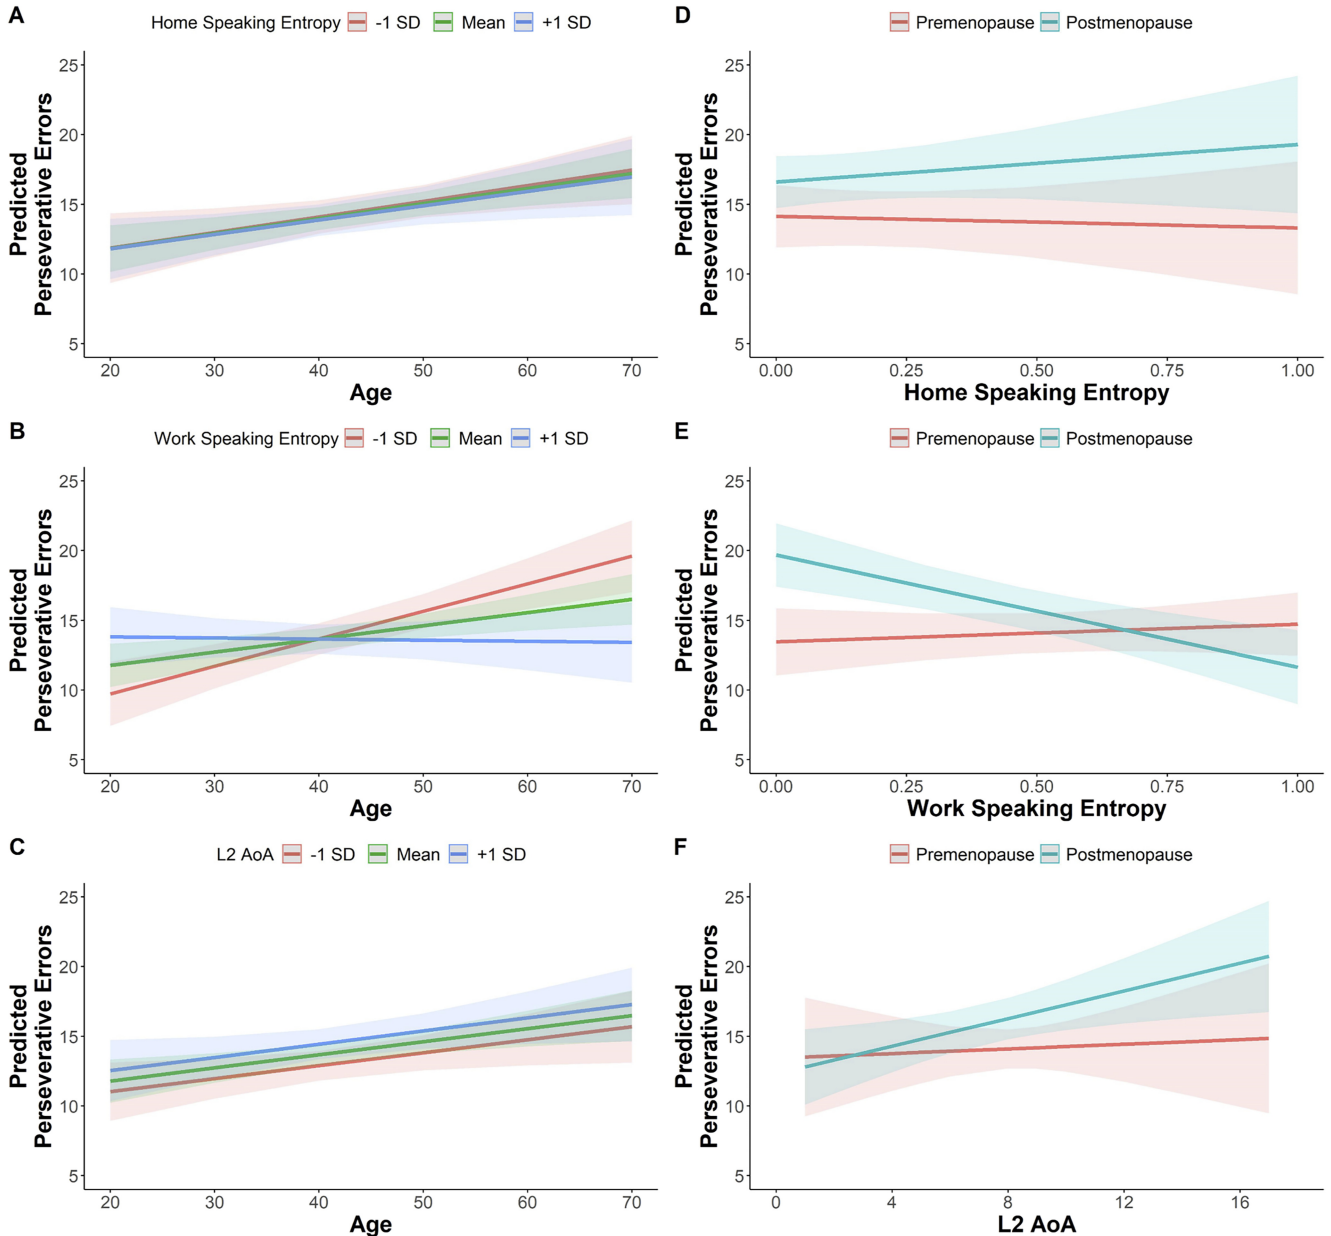 A
Home Speaking Entropy -1 SD Mean +1 SD
Predicted
Perseverative Errors
25
20
15
10
5
20 30 40 50 60 70
Age
D
Premenopause Postmenopause
Predicted
Perseverative Errors
25
20
15
10
5
0.00 0.25 0.50 0.75 1.00
Home Speaking Entropy
B
Work Speaking Entropy -1 SD Mean +1 SD
Predicted
Perseverative Errors
25
20
15
10
5
20 30 40 50 60 70
Age
E
Premenopause Postmenopause
Predicted
Perseverative Errors
25
20
15
10
5
0.00 0.25 0.50 0.75 1.00
Work Speaking Entropy
C
L2 AoA -1 SD Mean +1 SD
Predicted
Perseverative Errors
25
20
15
10
5
20 30 40 50 60 70
Age
F
Premenopause Postmenopause
Predicted
Perseverative Errors
25
20
15
10
5
0 4 8 12 16
L2 AoA